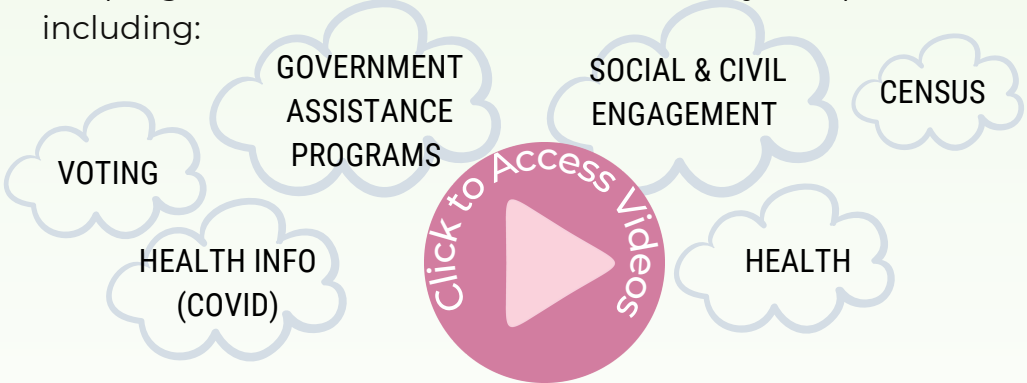 including:
GOVERNMENT
ASSISTANCE
PROGRAMS
SOCIAL & CIVIL
ENGAGEMENT
CENSUS
VOTING
Click to Access Videos
HEALTH INFO
(COVID)
HEALTH